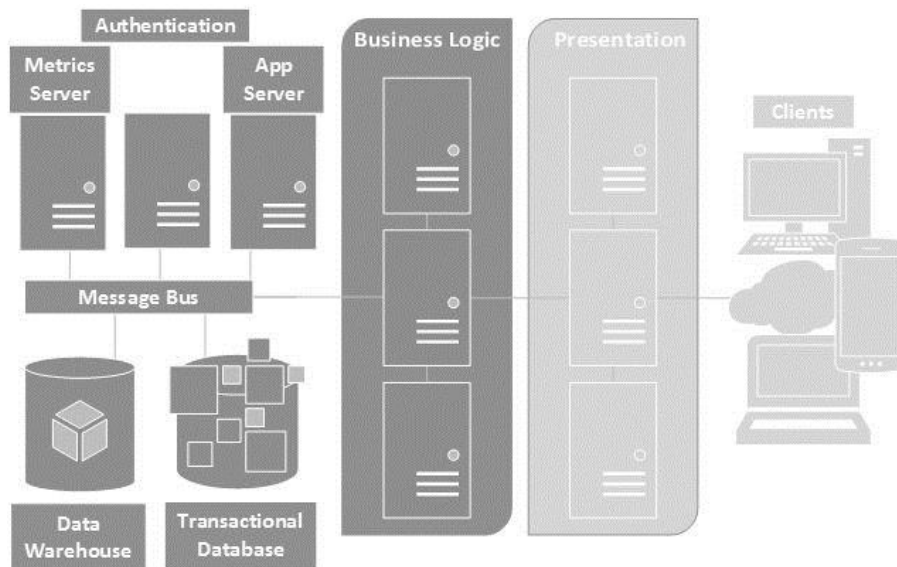 Authentication
Metrics
Server
App
Server
Message Bus
Data
Warehouse
Transactional
Database
Business Logic
Presentation
Clients